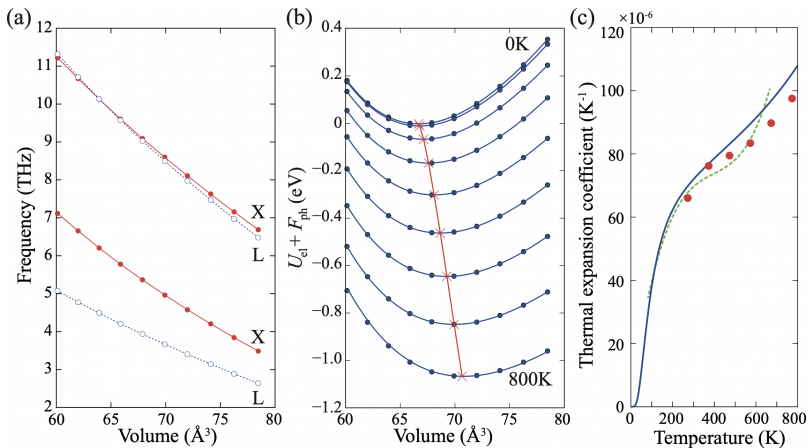 (a)
12
11
10
9
8
7
6
5
4
3
2
Frequency (THz)
X
L
X
L
60
65
70
75
80
Volume (Å³)
(b)
0.4
0.2
0
−0.2
−0.4
−0.6
−0.8
−1.0
−1.2
U_el + F_ph (eV)
0K
800K
60
65
70
75
80
Volume (Å³)
(c)
×10⁻⁶
120
100
80
60
40
20
0
Thermal expansion coefficient (K⁻¹)
0
200
400
600
800
Temperature (K)